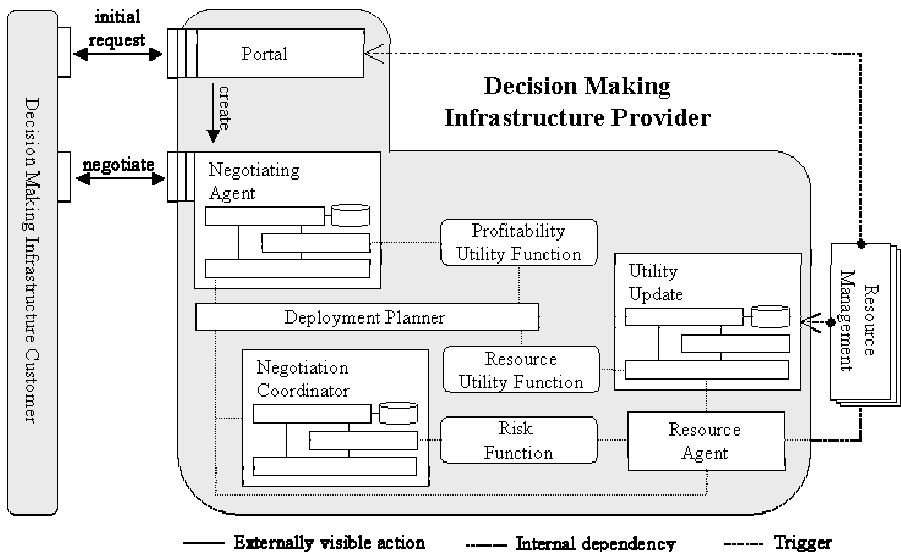 initial
request
Portal
create
Decision Making
Infrastructure Provider
Decision Making Infrastructure Customer
negotiate
Negotiating
Agent
Profitability
Utility Function
Utility
Update
Resource
Management
Deployment Planner
Resource
Utility Function
Negotiation
Coordinator
Risk
Function
Resource
Agent
Externally visible action
Internal dependency
Trigger